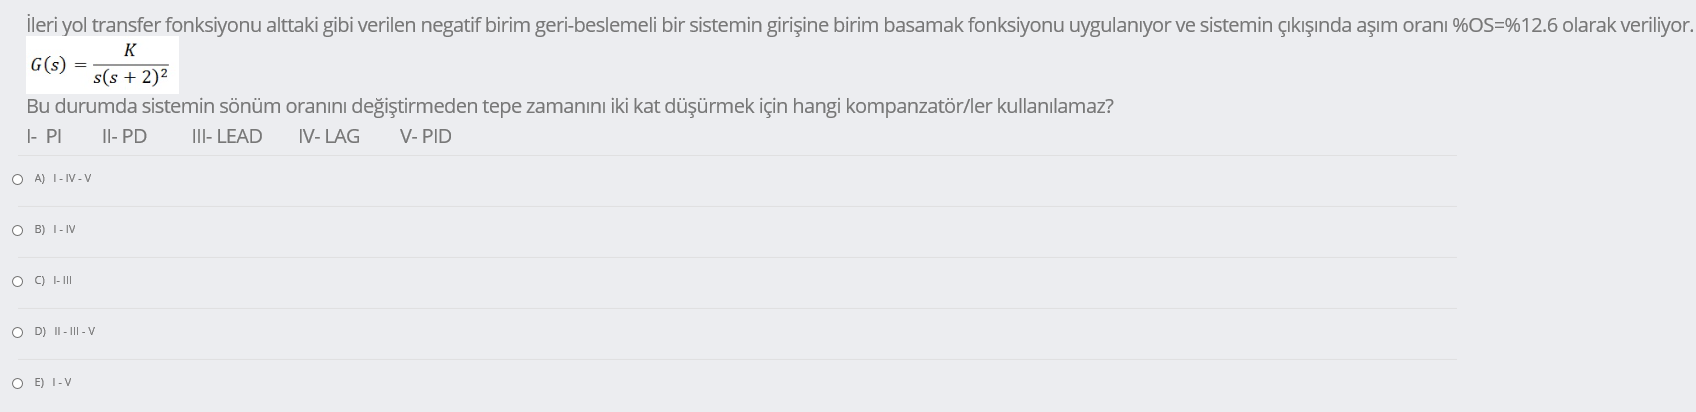 İleri yol transfer fonksiyonu alttaki gibi verilen negatif birim geri-beslemeli bir sistemin girişine birim basamak fonksiyonu uygulanıyor ve sistemin çıkışında aşım oranı %OS=%12.6 olarak veriliyor.
G(s) = K / s(s + 2)²
Bu durumda sistemin sönüm oranını değiştirmeden tepe zamanını iki kat düşürmek için hangi kompanzatör/ler kullanılamaz?
I- PI II- PD III- LEAD IV- LAG V- PID
A) I - IV - V
B) I - IV
C) I- III
D) II - III - V
E) I - V